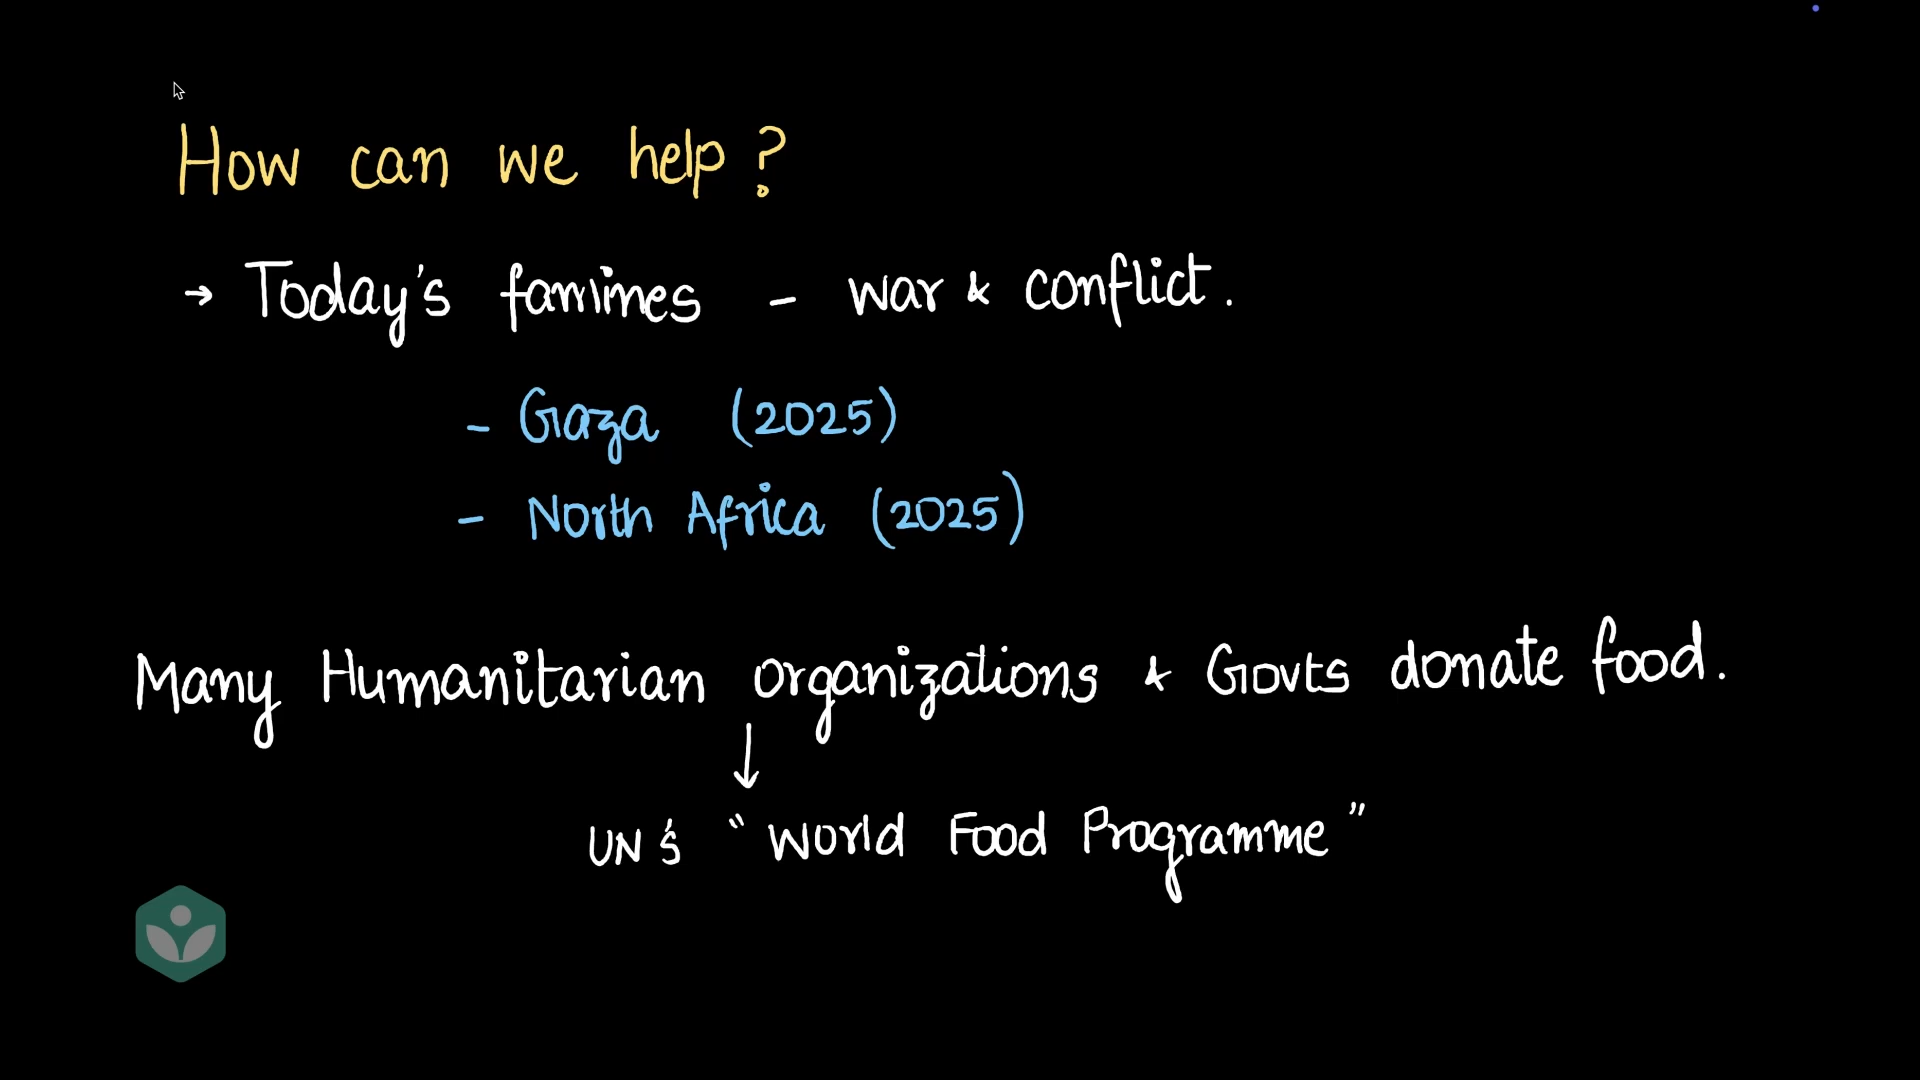 How can we help?
→ Today's famines - war & conflict.
- Gaza (2025)
- North Africa (2025)
Many Humanitarian organizations & Govts donate food.
↓
UN's "World Food Programme"